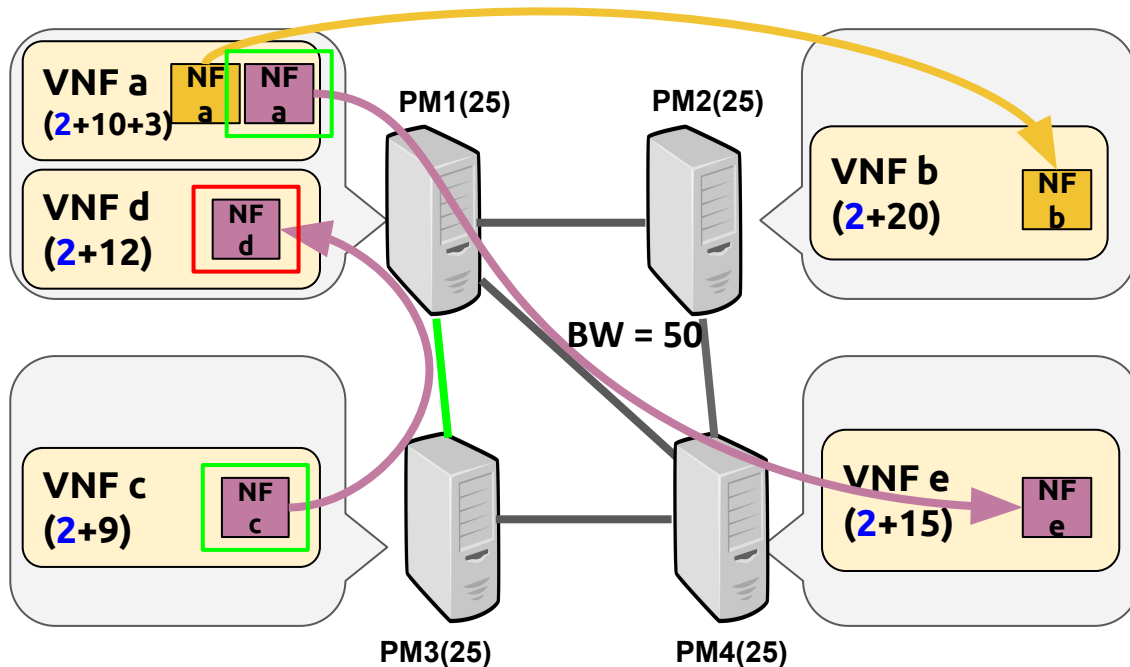 VNF a
(2+10+3)
NF
a
NF
a
VNF d
(2+12)
NF
d
PM1(25)
PM2(25)
VNF b
(2+20)
NF
b
BW = 50
VNF c
(2+9)
NF
c
VNF e
(2+15)
NF
e
PM3(25)
PM4(25)